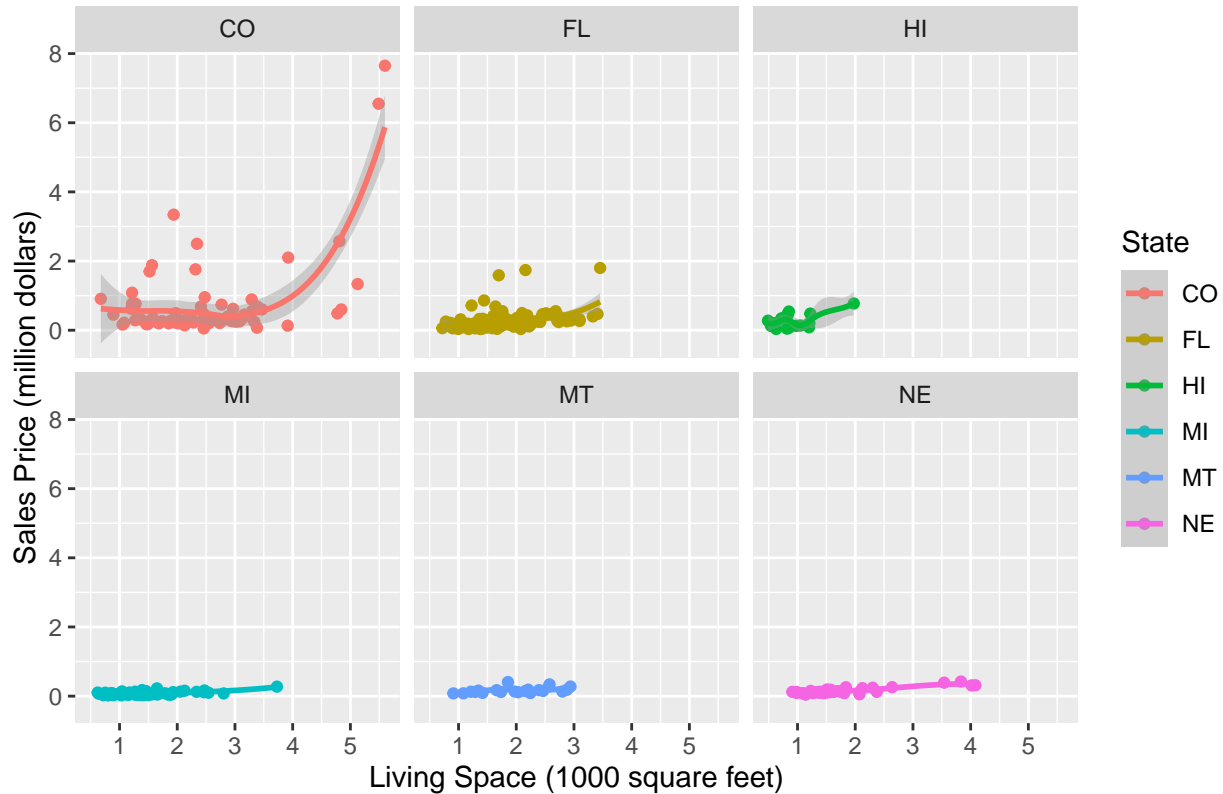 CO FL HI
8
6
4
2
0
MI MT NE
8
6
4
2
0
1 2 3 4 5 1 2 3 4 5 1 2 3 4 5
Living Space (1000 square feet)
Sales Price (million dollars)
State
CO
FL
HI
MI
MT
NE